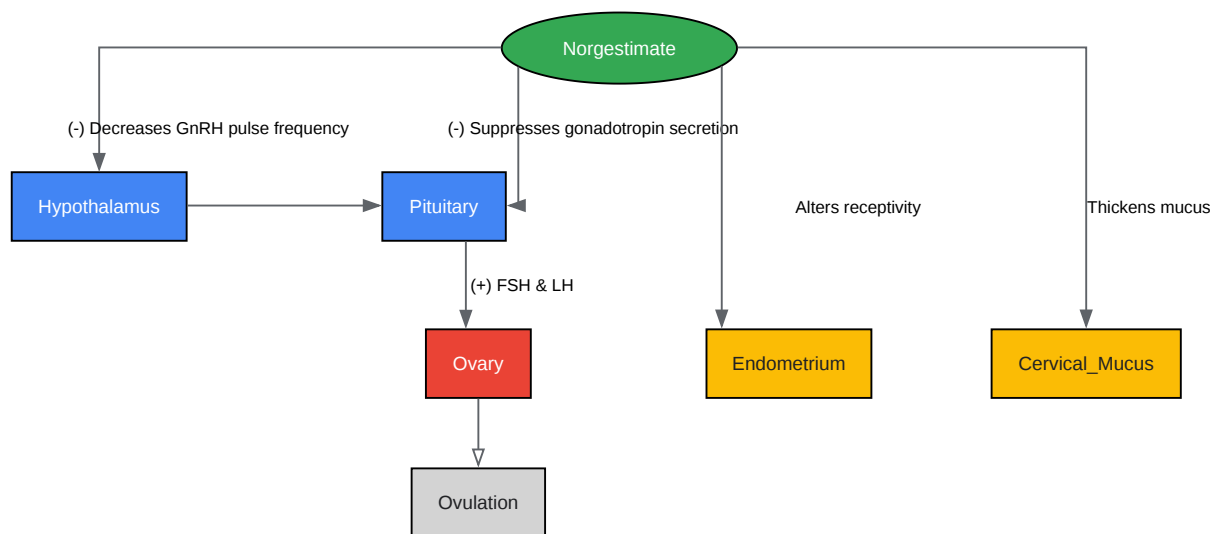 Norgestimate
(-) Decreases GnRH pulse frequency
(-) Suppresses gonadotropin secretion
Hypothalamus
Pituitary
Alters receptivity
Thickens mucus
(+) FSH & LH
Ovary
Endometrium
Cervical_Mucus
Ovulation